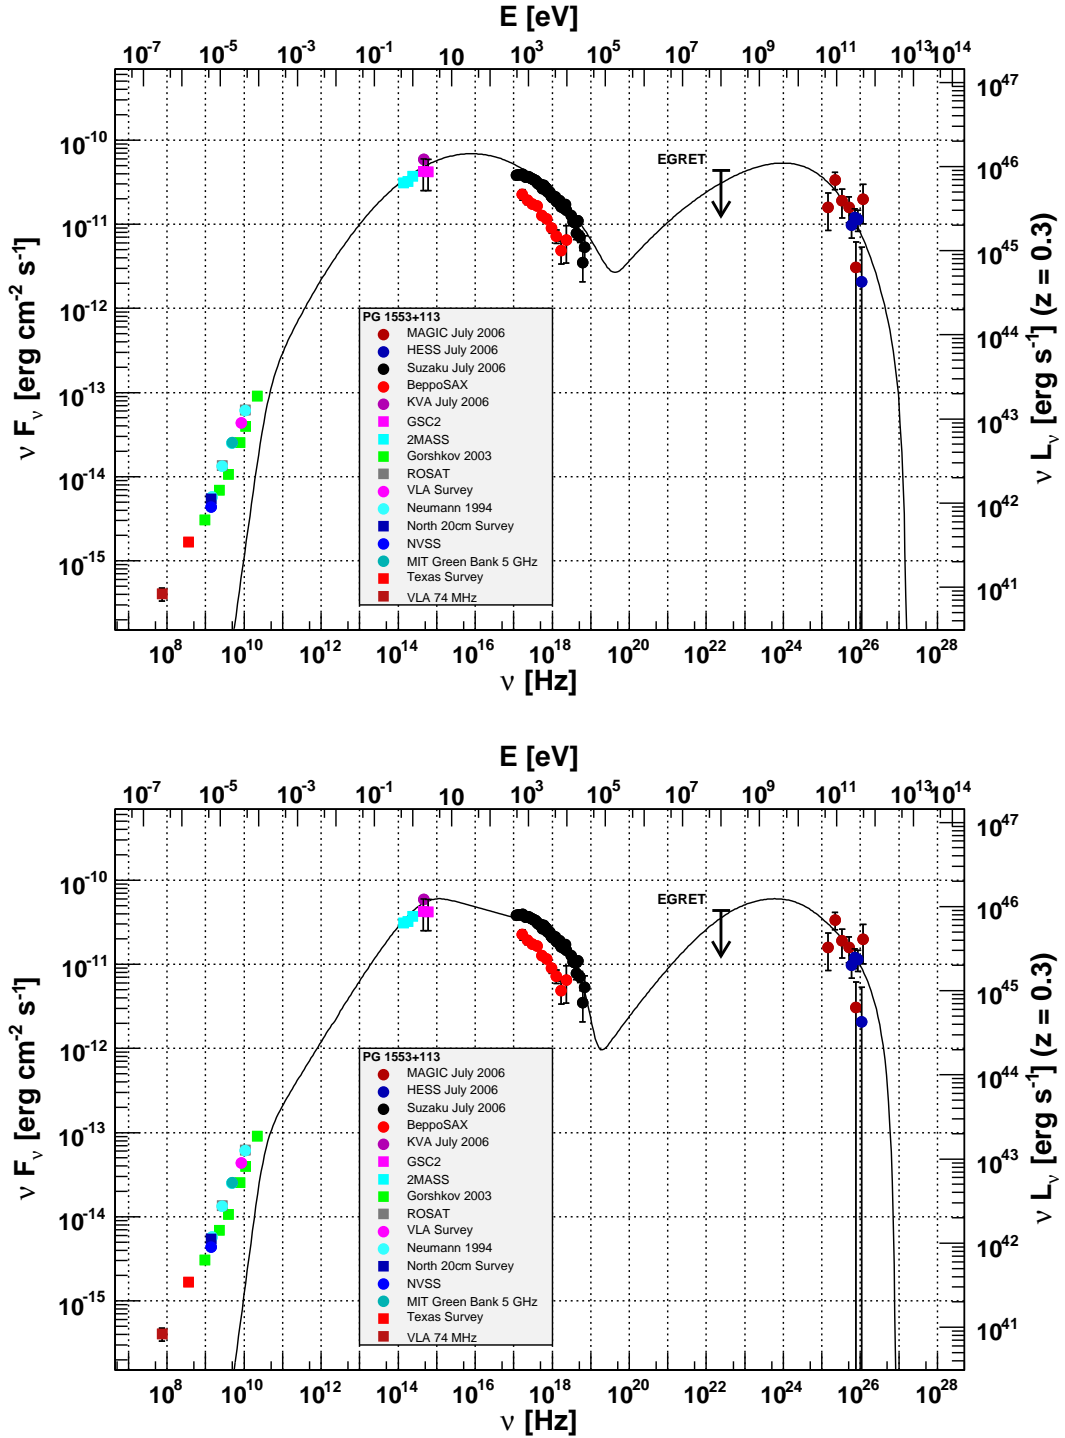 E [eV]
10-7 10-5 10-4 10-3 10-1 1 10 10^3 10^5 10^7 10^9 10^11 10^13 10^14
10^47
10-10
EGRET
10^46
10-11
10^45
10-12
PG 1553+113
MAGIC July 2006
HESS July 2006
Suzaku July 2006
BeppoSAX
KVA July 2006
GSC2
2MASS
Gorshkov 2003
ROSAT
VLA Survey
Neumann 1994
North 20cm Survey
NVSS
MIT Green Bank 5 GHz
Texas Survey
VLA 74 MHz
10^44
10-13
10^43
10-14
10^42
10-15
10^41
ν Fν [erg cm-2 s-1]
ν Lν [erg s-1] (z = 0.3)
10^8 10^10 10^12 10^14 10^16 10^18 10^20 10^22 10^24 10^26 10^28
ν [Hz]
E [eV]
10-7 10-5 10-4 10-3 10-1 1 10 10^3 10^5 10^7 10^9 10^11 10^13 10^14
10^47
10-10
EGRET
10^46
10-11
10^45
10-12
PG 1553+113
MAGIC July 2006
HESS July 2006
Suzaku July 2006
BeppoSAX
KVA July 2006
GSC2
2MASS
Gorshkov 2003
ROSAT
VLA Survey
Neumann 1994
North 20cm Survey
NVSS
MIT Green Bank 5 GHz
Texas Survey
VLA 74 MHz
10^44
10-13
10^43
10-14
10^42
10-15
10^41
ν Fν [erg cm-2 s-1]
ν Lν [erg s-1] (z = 0.3)
10^8 10^10 10^12 10^14 10^16 10^18 10^20 10^22 10^24 10^26 10^28
ν [Hz]